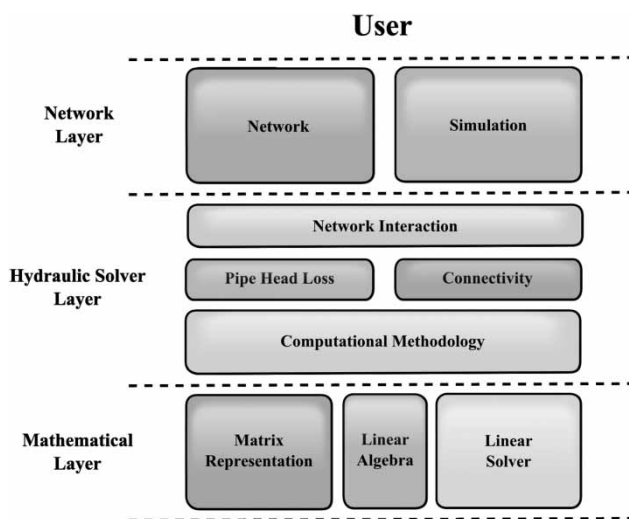 User
Network
Layer
Network
Simulation
Hydraulic Solver
Layer
Network Interaction
Pipe Head Loss
Connectivity
Computational Methodology
Mathematical
Layer
Matrix
Representation
Linear
Algebra
Linear
Solver